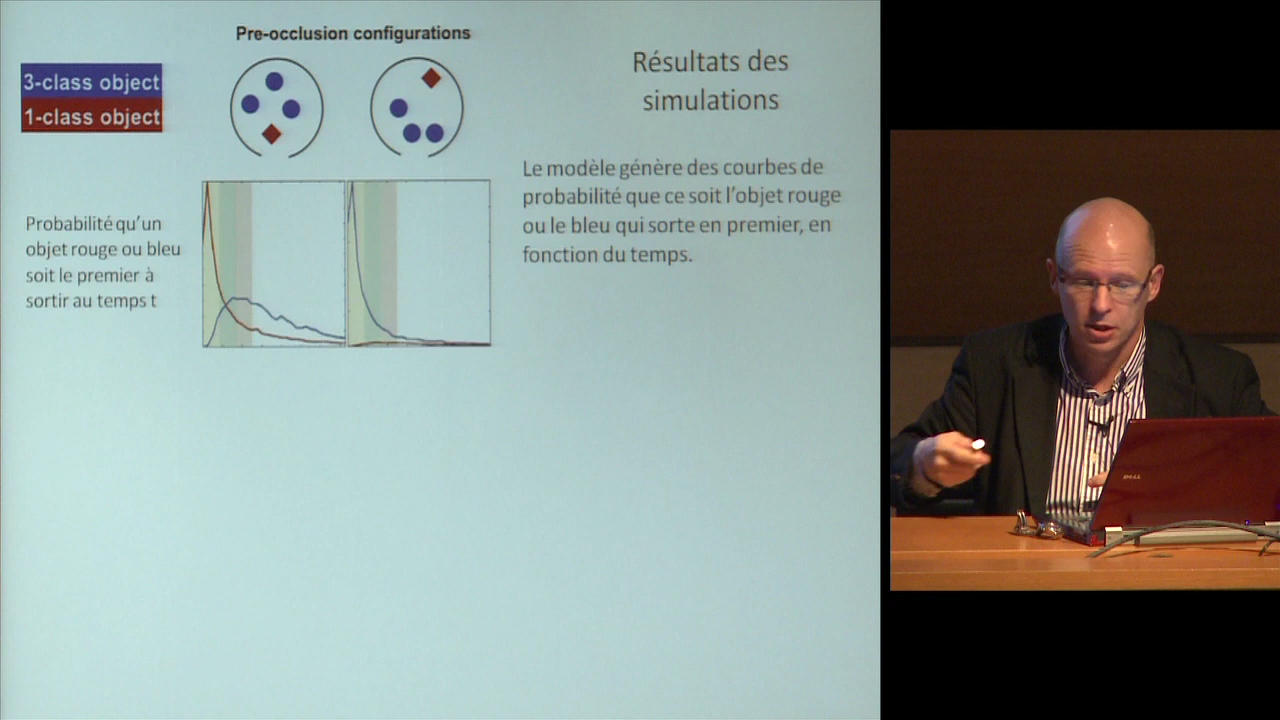 Pre-occlusion configurations
3-class object
1-class object
Résultats des
simulations
Le modèle génère des courbes de
probabilité que ce soit l'objet rouge
ou le bleu qui sorte en premier, en
fonction du temps.
Probabilité qu'un
objet rouge ou bleu
soit le premier à
sortir au temps t
DELL